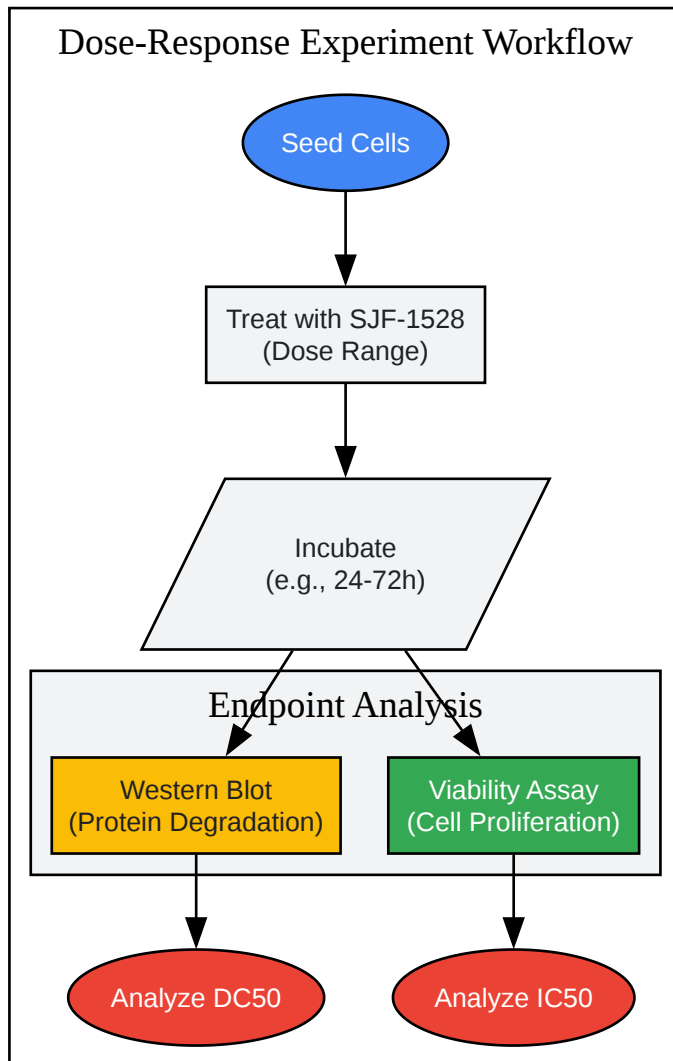 Dose-Response Experiment Workflow
Seed Cells
Treat with SJF-1528
(Dose Range)
Incubate
(e.g., 24-72h)
Endpoint Analysis
Western Blot
(Protein Degradation)
Viability Assay
(Cell Proliferation)
Analyze DC50
Analyze IC50